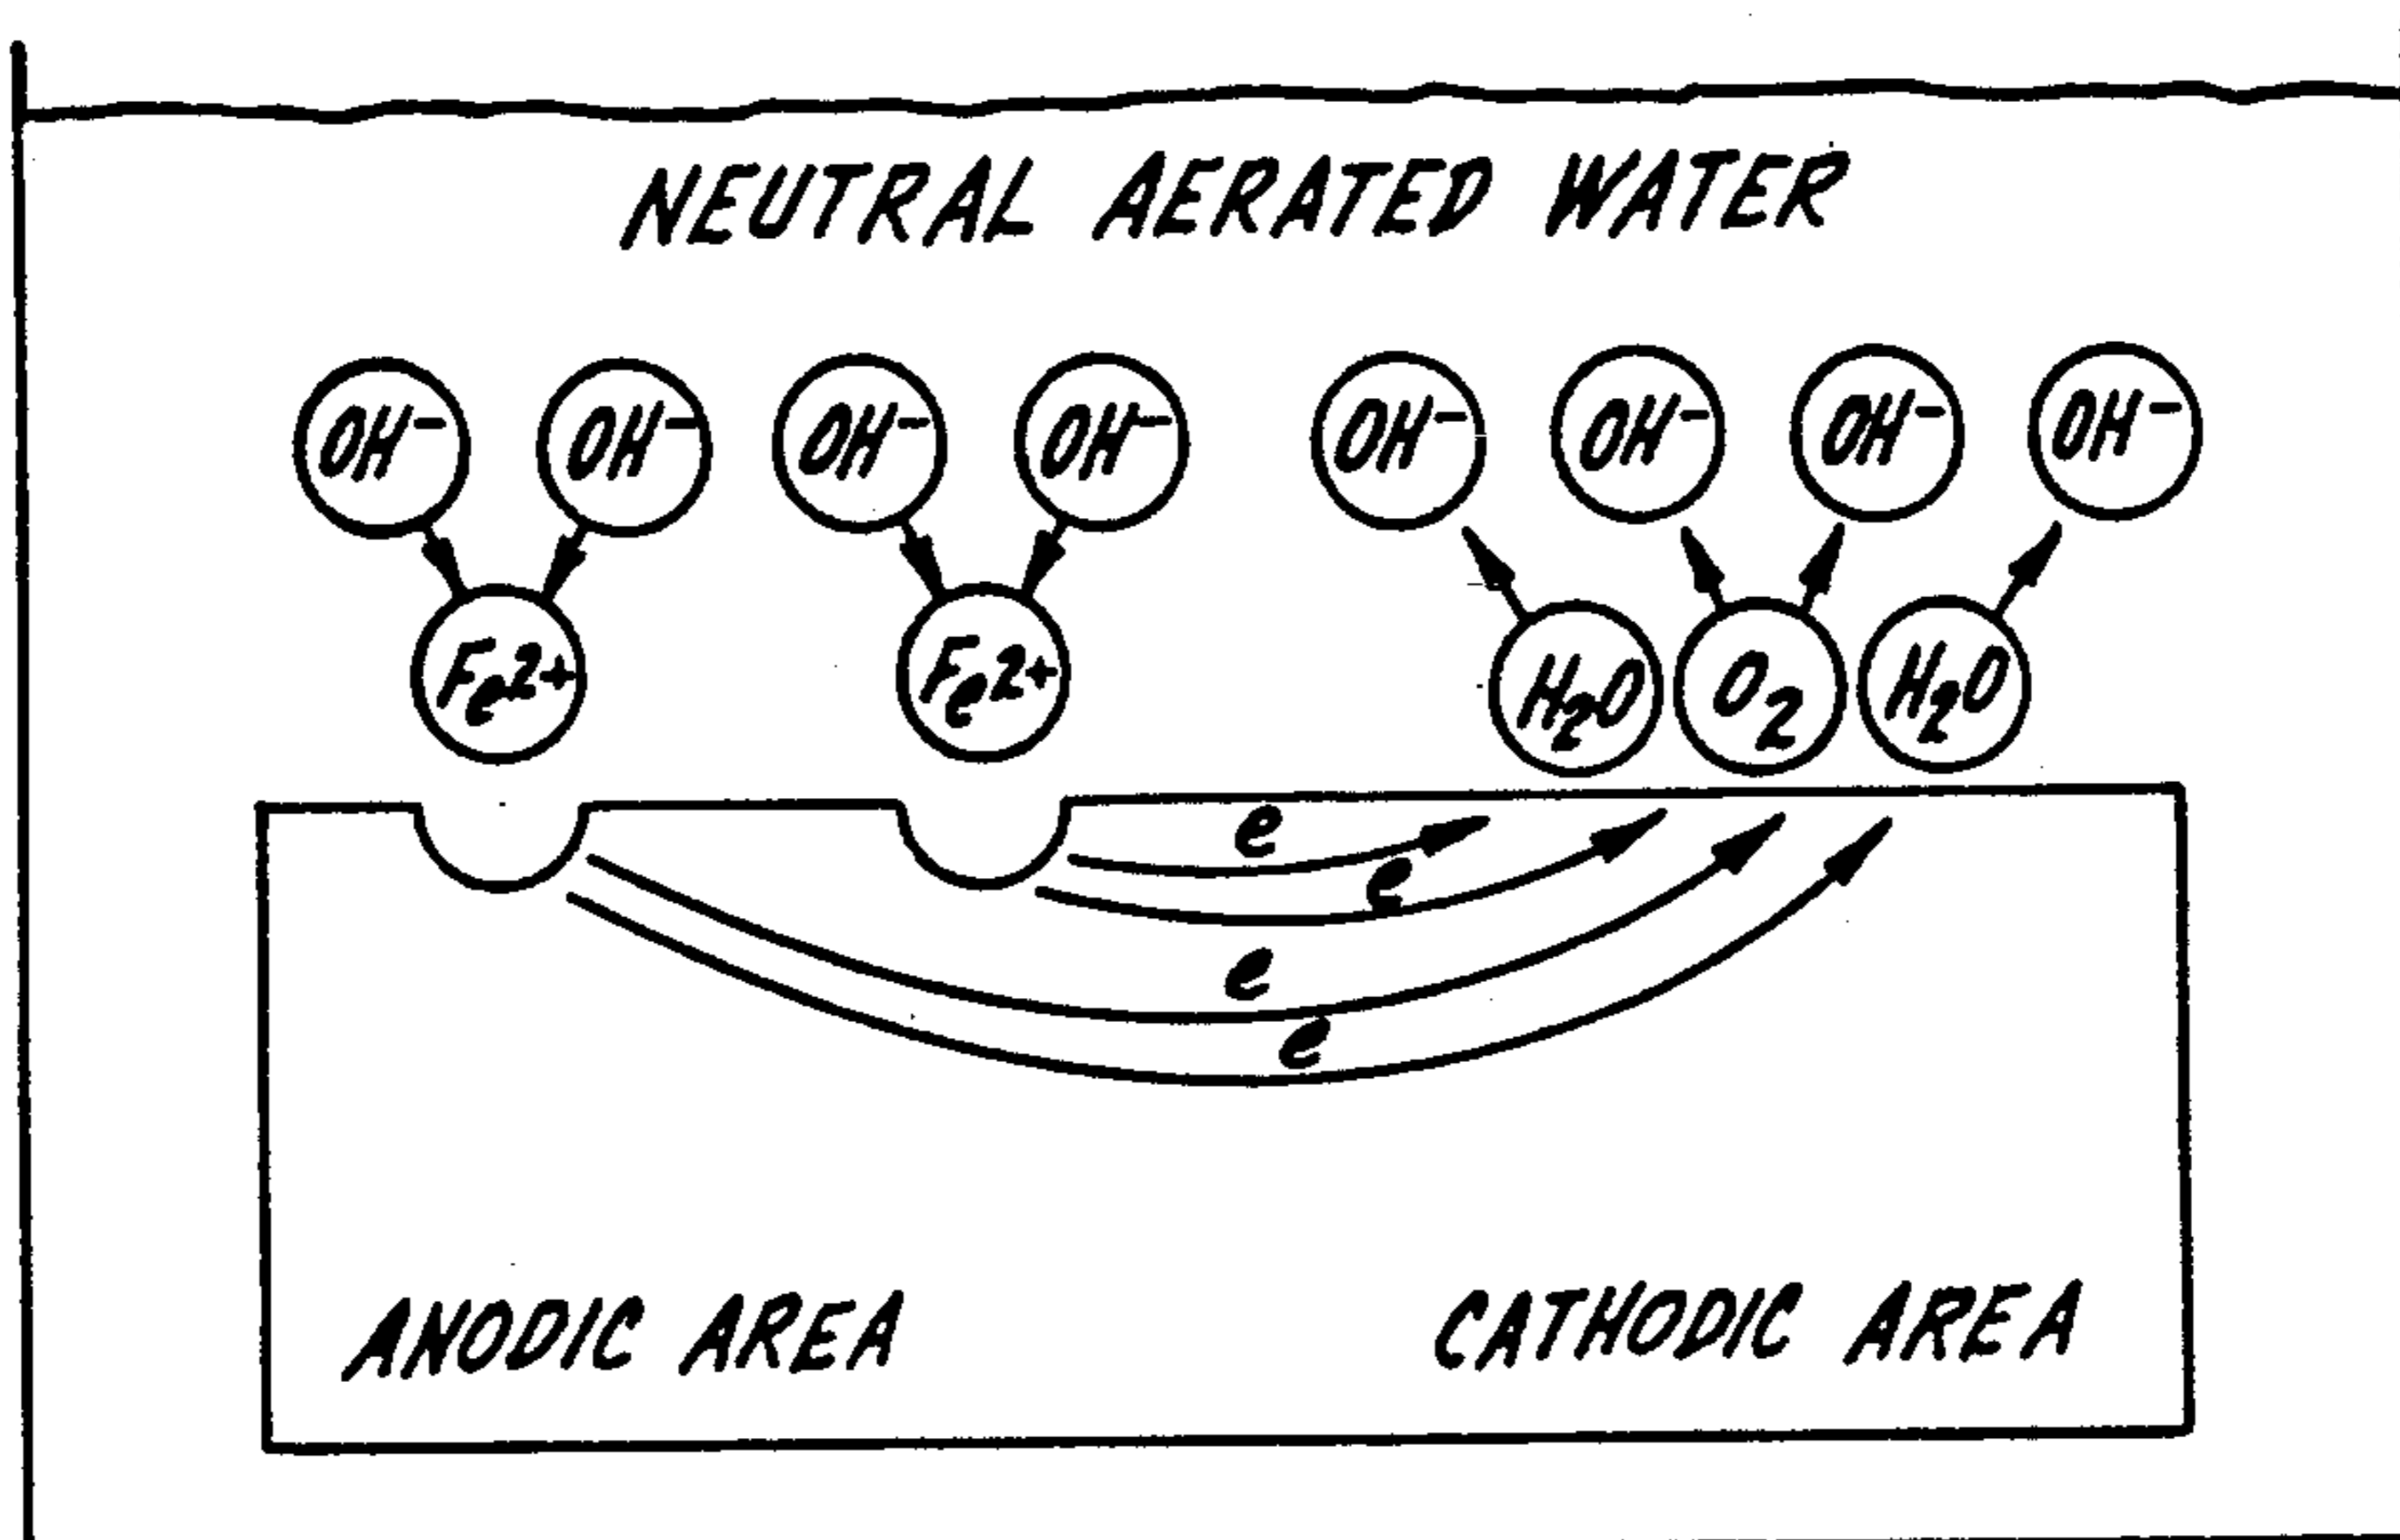 NEUTRAL AERATED WATER
OH⁻ OH⁻ OH⁻ OH⁻ OH⁻ OH⁻ OH⁻ OH⁻
Fe²⁺ Fe²⁺ H₂O O₂ H₂O
e
e
e
e
ANODIC AREA CATHODIC AREA